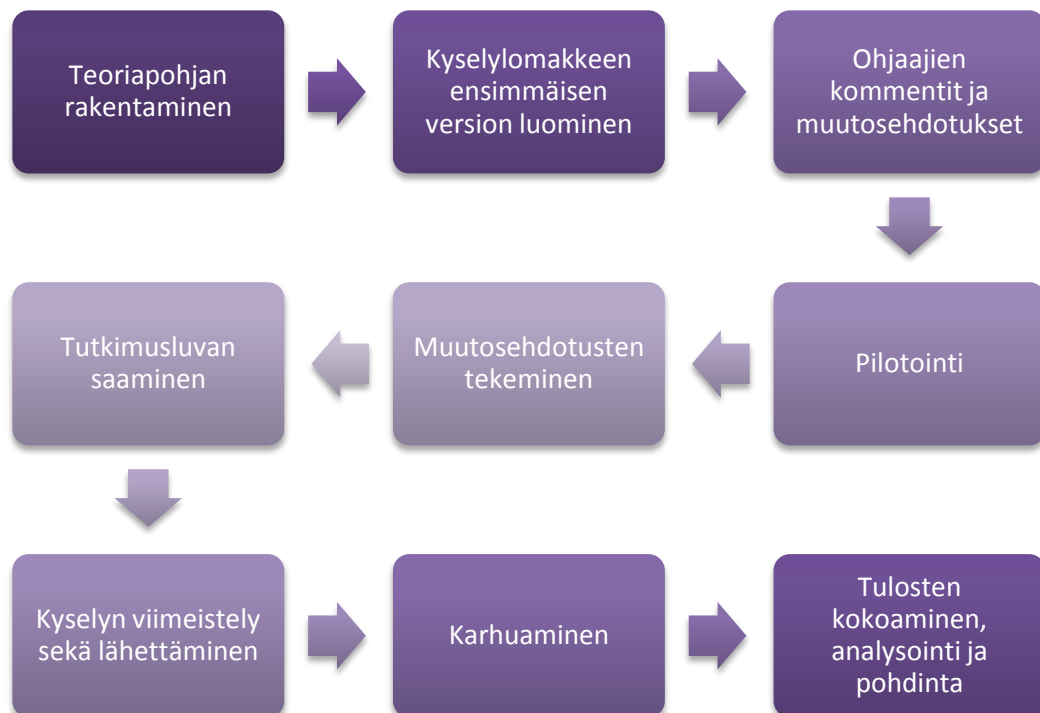 Teoriapohjan
rakentaminen
Kyselylomakkeen
ensimmäisen
version luominen
Ohjaajien
kommentit ja
muutosehdotukset
Pilotointi
Muutosehdotusten
tekeminen
Tutkimusluvan
saaminen
Kyselyn viimeistely
sekä lähettäminen
Karhuaminen
Tulosten
kokoaminen,
analysointi ja
pohdinta